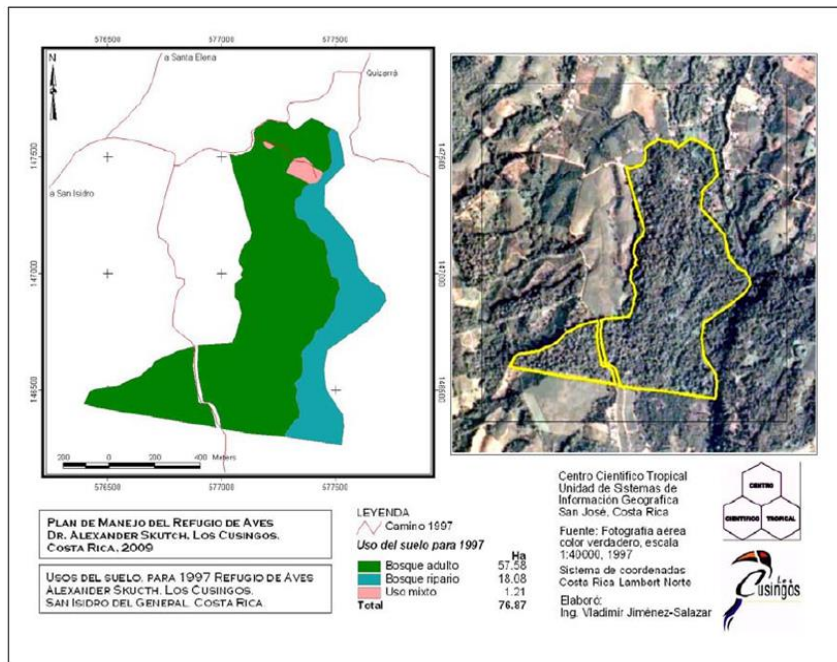 576500 577000 577500
N
a Santa Elena
Quizarrá
147500
147500
a San Isidro
147000
147000
146500
146500
200 0 200 400 Meters
576500 577000 577500
PLAN DE MANEJO DEL REFUGIO DE AVES
DR. ALEXANDER SKUTCH, LOS CUSINGOS,
COSTA RICA, 2009
USOS DEL SUELO, PARA 1997 REFUGIO DE AVES
ALEXANDER SKUCTH, LOS CUSINGOS,
SAN ISIDRO DEL GENERAL, COSTA RICA
LEYENDA
Camino 1997
Uso del suelo para 1997
Ha
Bosque adulto 57.58
Bosque ripario 18.08
Uso mixto 1.21
Total 76.87
Centro Científico Tropical
Unidad de Sistemas de
Información Geografica
San José, Costa Rica
Fuente: Fotografía aérea
color verdadero, escala
1:40000, 1997
Sistema de coordenadas
Costa Rica Lambert Norte
Elaboró:
Ing. Vladimir Jiménez-Salazar
CENTRO
CIENTIFICO TROPICAL
Los
Cusingos